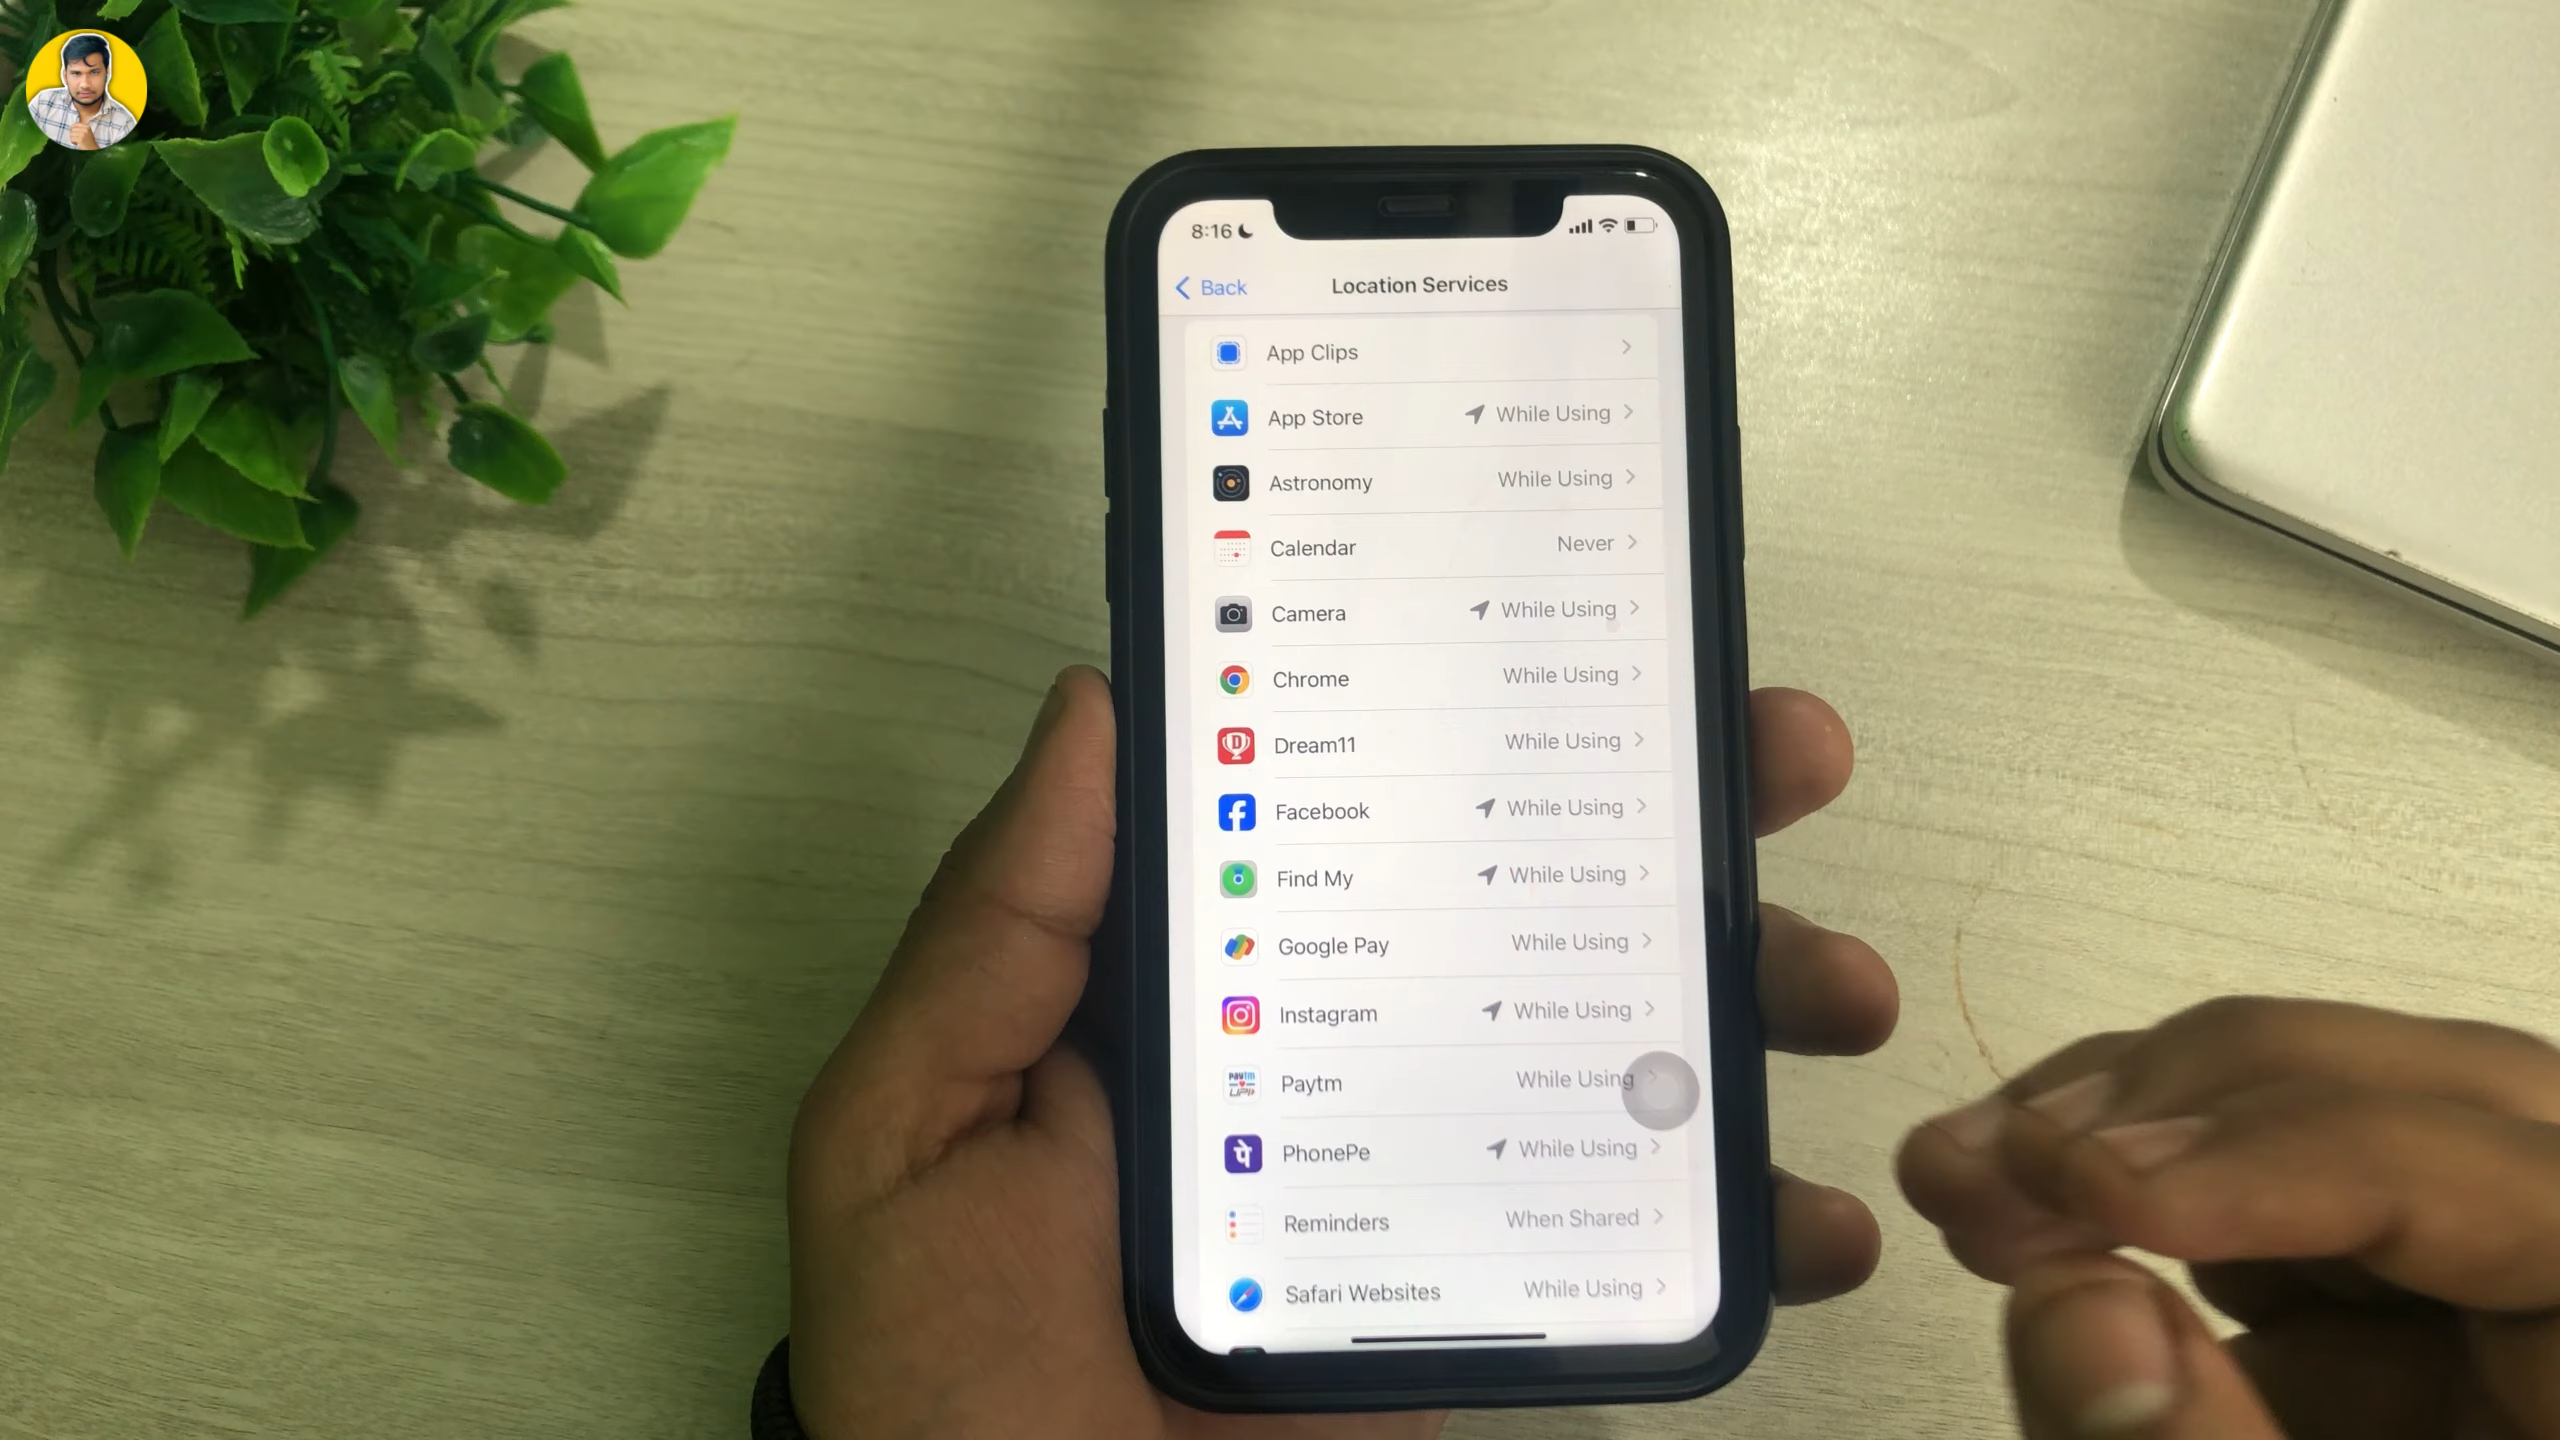 8:16
Back
Location Services
App Clips
App Store While Using
Astronomy While Using
Calendar Never
Camera While Using
Chrome While Using
Dream11 While Using
Facebook While Using
Find My While Using
Google Pay While Using
Instagram While Using
Paytm While Using
PhonePe While Using
Reminders When Shared
Safari Websites While Using